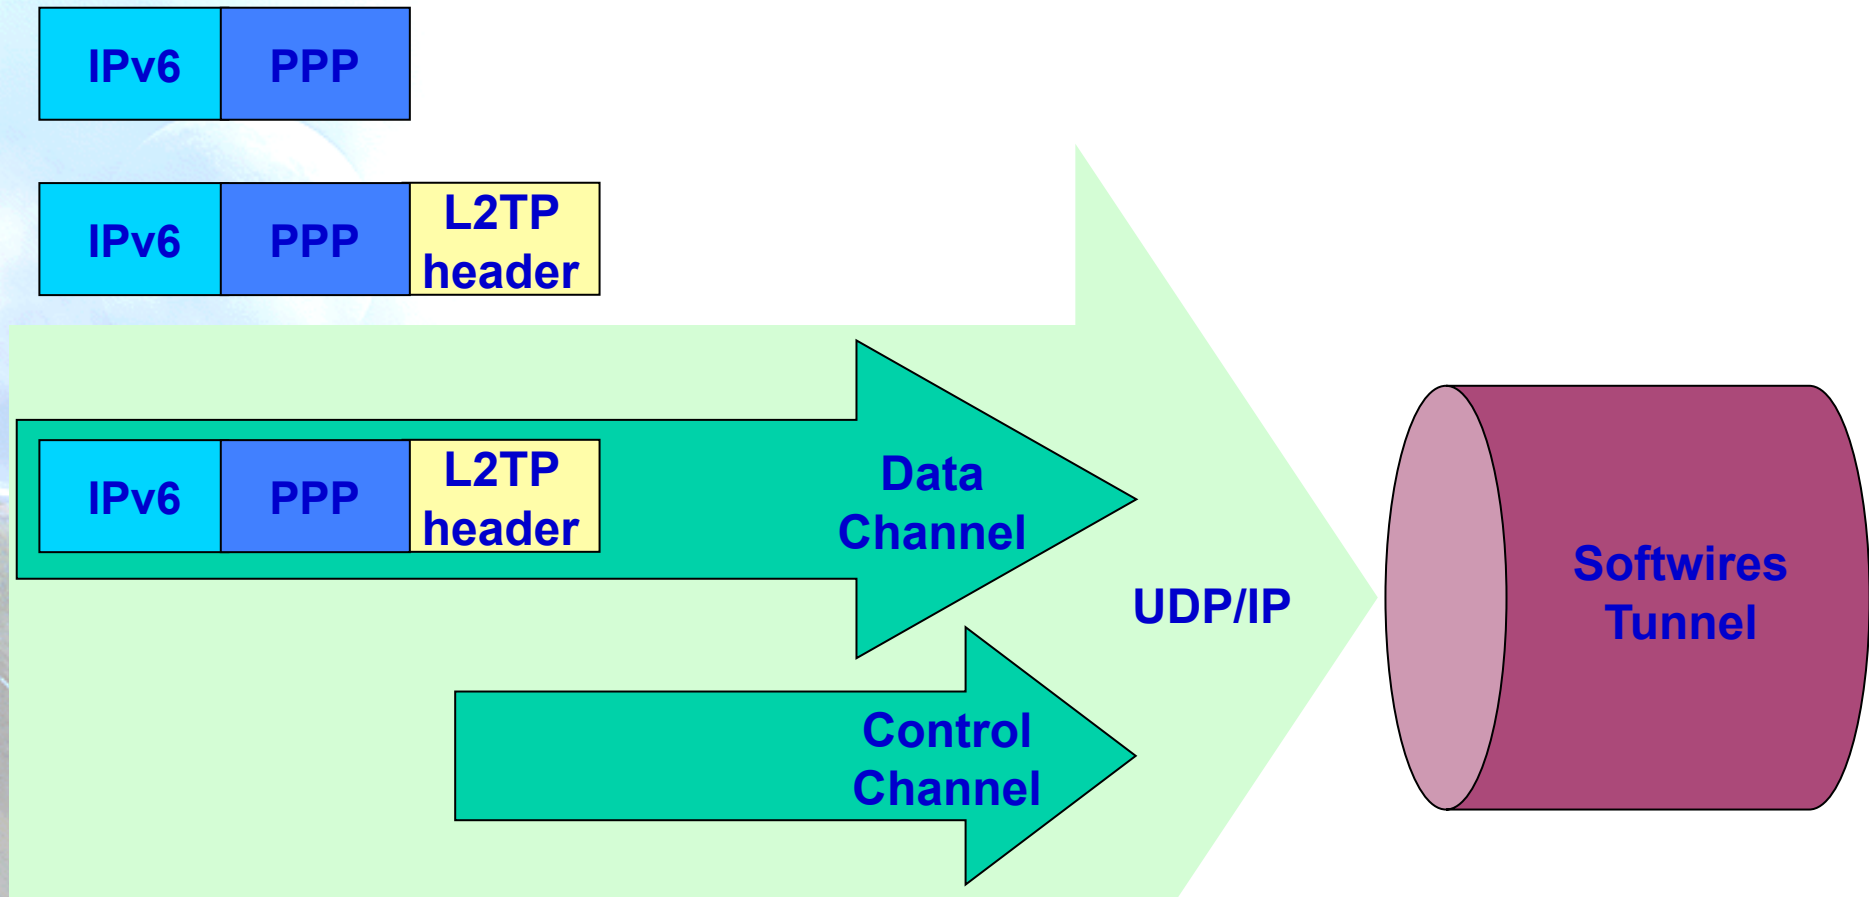 IPv6 PPP
IPv6 PPP L2TP
header
IPv6 PPP L2TP
header
Data
Channel
UDP/IP
Control
Channel
Softwires
Tunnel